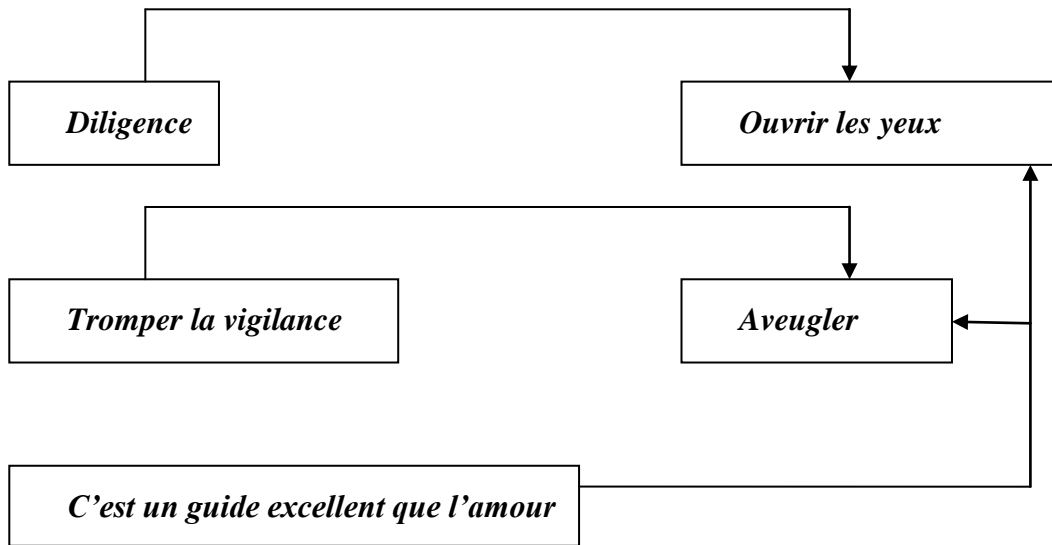 Diligence
Ouvrir les yeux
Tromper la vigilance
Aveugler
C’est un guide excellent que l’amour